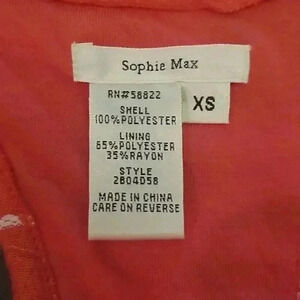 Sophie Max
XS
RN#58822
SHELL
100%POLYESTER
LINING
65%POLYESTER
35%RAYON
STYLE
2B04D58
MADE IN CHINA
CARE ON REVERSE